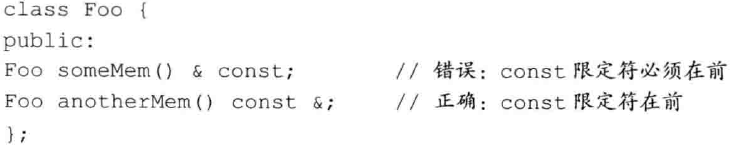 class Foo {
public:
Foo someMem() & const; // 错误：const 限定符必须在前
Foo anotherMem() const &; // 正确：const 限定符在前
};